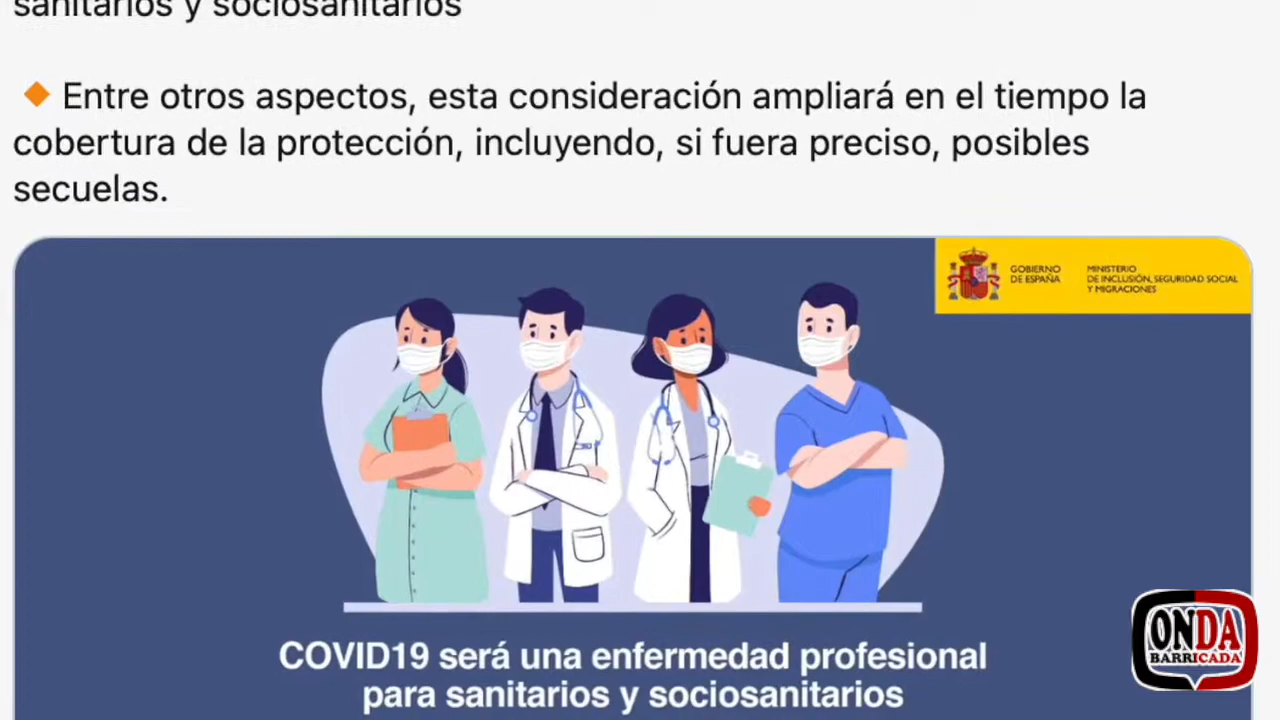 sanitarios y sociosanitarios
🔸Entre otros aspectos, esta consideración ampliará en el tiempo la
cobertura de la protección, incluyendo, si fuera preciso, posibles
secuelas.
GOBIERNO
DE ESPAÑA
MINISTERIO
DE INCLUSIÓN, SEGURIDAD SOCIAL
Y MIGRACIONES
COVID19 será una enfermedad profesional
para sanitarios y sociosanitarios
ONDA
BARRICADA